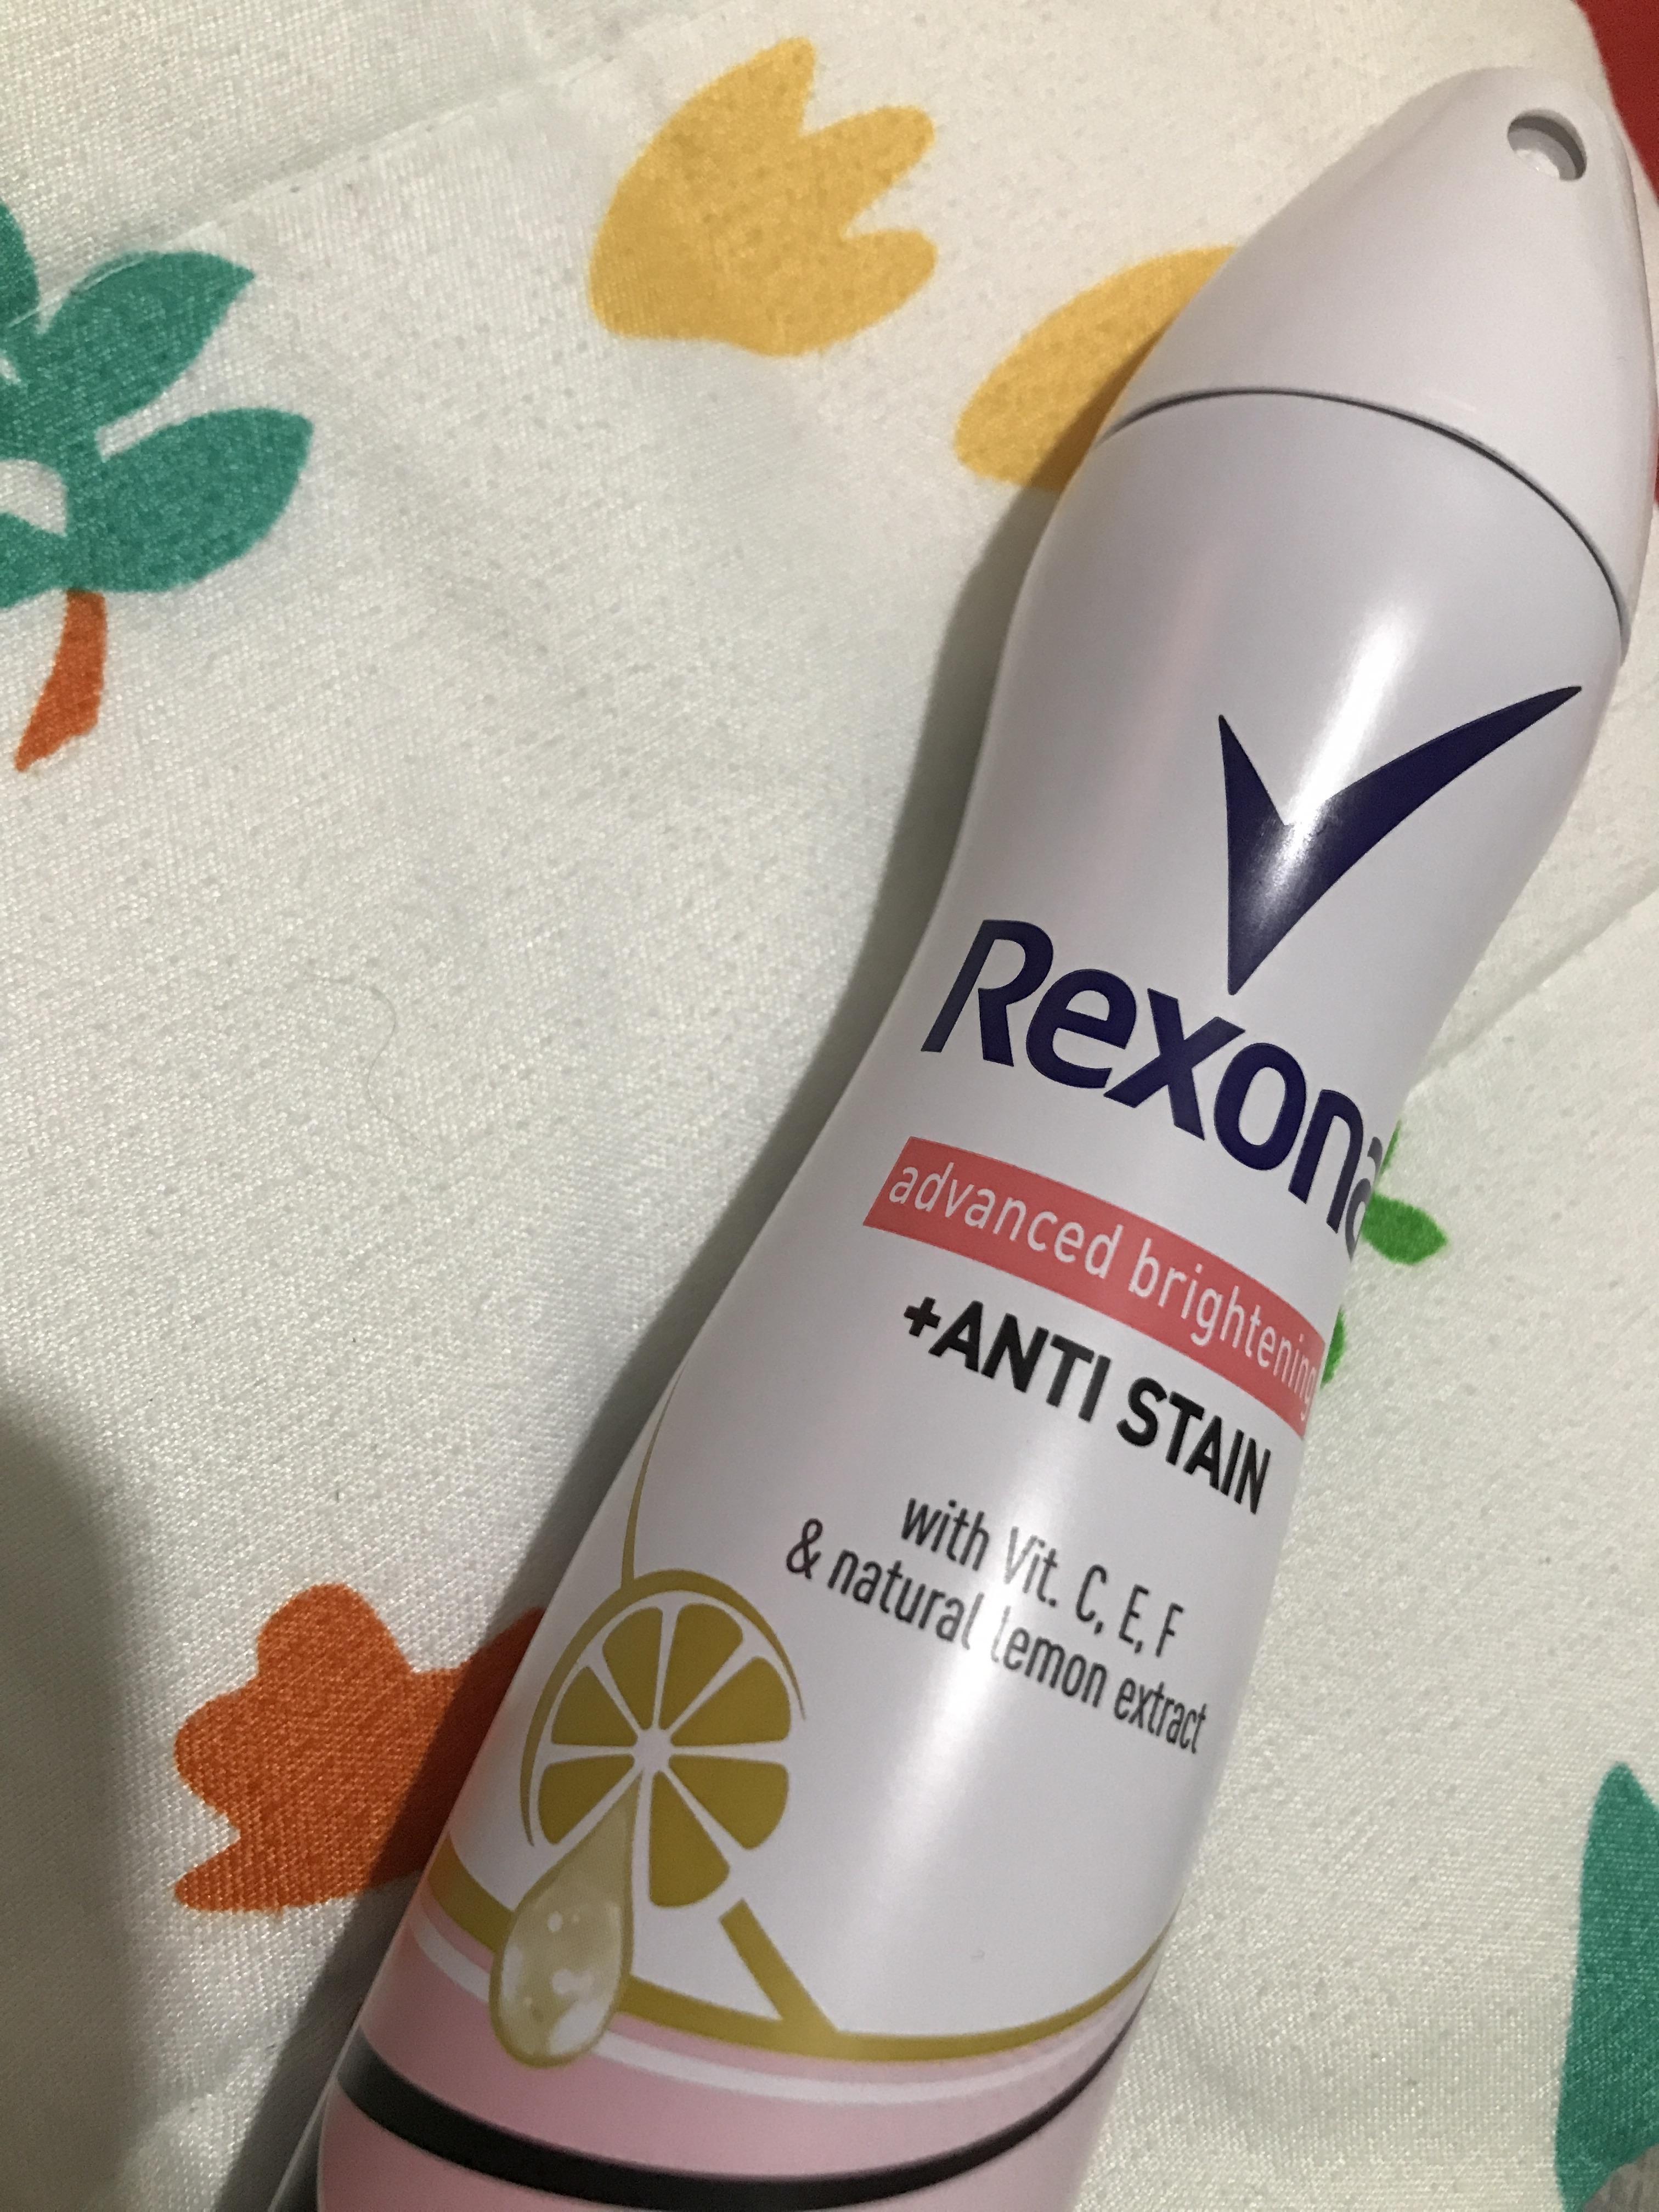 Rexona
advanced brightening
+ANTI STAIN
with Vit. C, E, F
& natural lemon extract